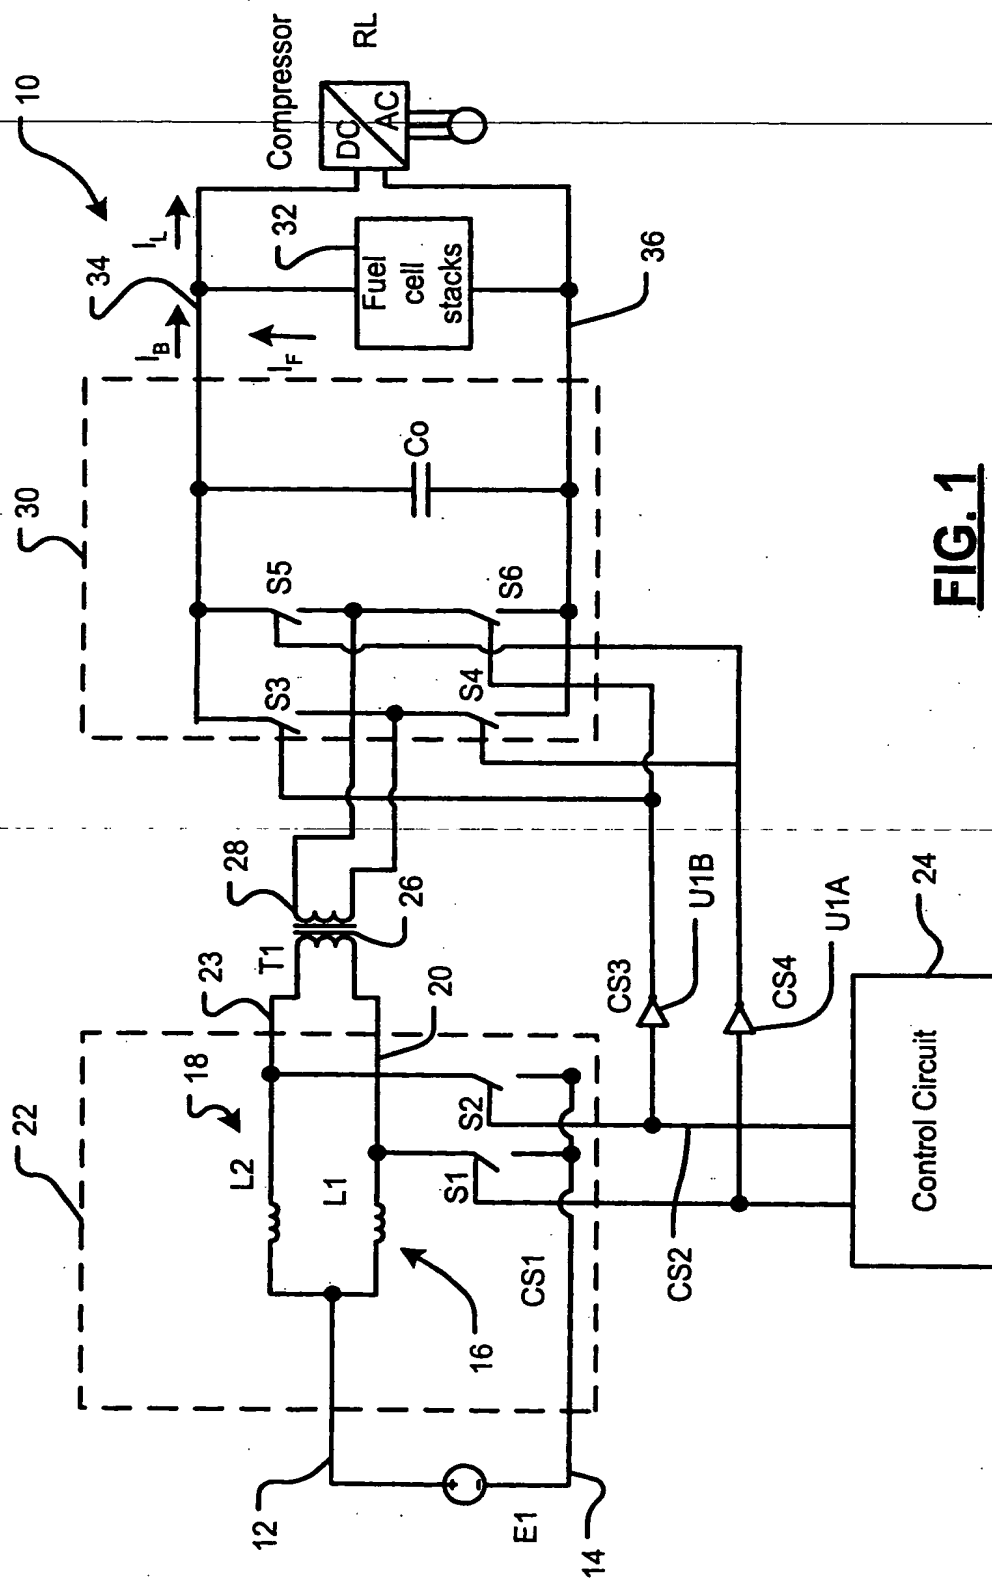 10
Compressor
RL
DC
AC
34
I_L
I_B
I_F
32
Fuel
cell
stacks
36
30
Co
S5
S6
S3
S4
28
26
T1
23
20
22
18
L2
L1
S2
S1
16
CS1
CS2
CS3
U1B
CS4
U1A
24
Control Circuit
12
+
-
E1
14
FIG. 1